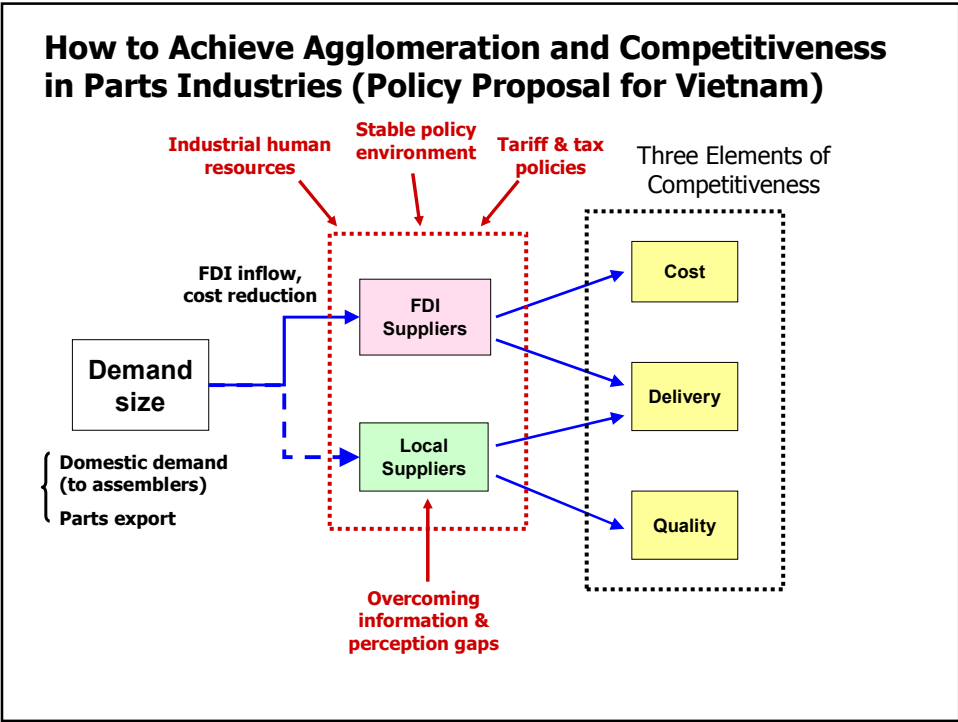 How to Achieve Agglomeration and Competitiveness
in Parts Industries (Policy Proposal for Vietnam)
Industrial human
resources
Stable policy
environment
Tariff & tax
policies
Three Elements of
Competitiveness
FDI inflow,
cost reduction
FDI
Suppliers
Cost
Demand
size
Delivery
Local
Suppliers
Domestic demand
(to assemblers)
Parts export
Quality
Overcoming
information &
perception gaps